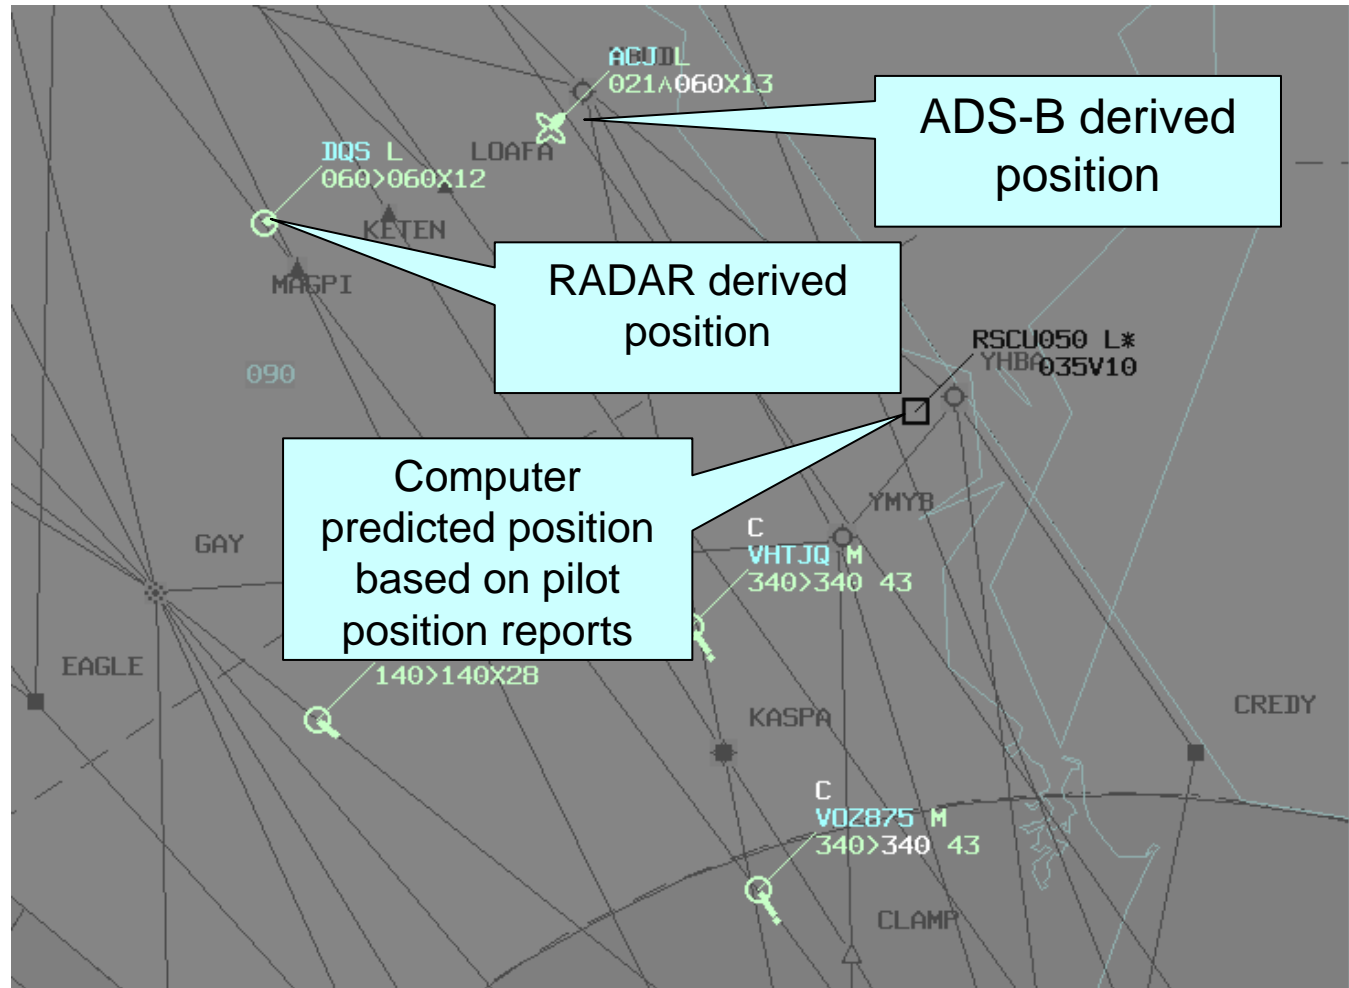 ACJ L
021∧060X13
ADS-B derived
position
DQS L
060>060X12
LOAFA
KETEN
MAGPI
RADAR derived
position
090
RSCU050 L*
YHBA
035V10
Computer
predicted position
based on pilot
position reports
YMYB
GAY
C
VHTJQ M
340>340 43
EAGLE
140>140X28
KASPA
CREDY
C
VOZ875 M
340>340 43
CLAMP